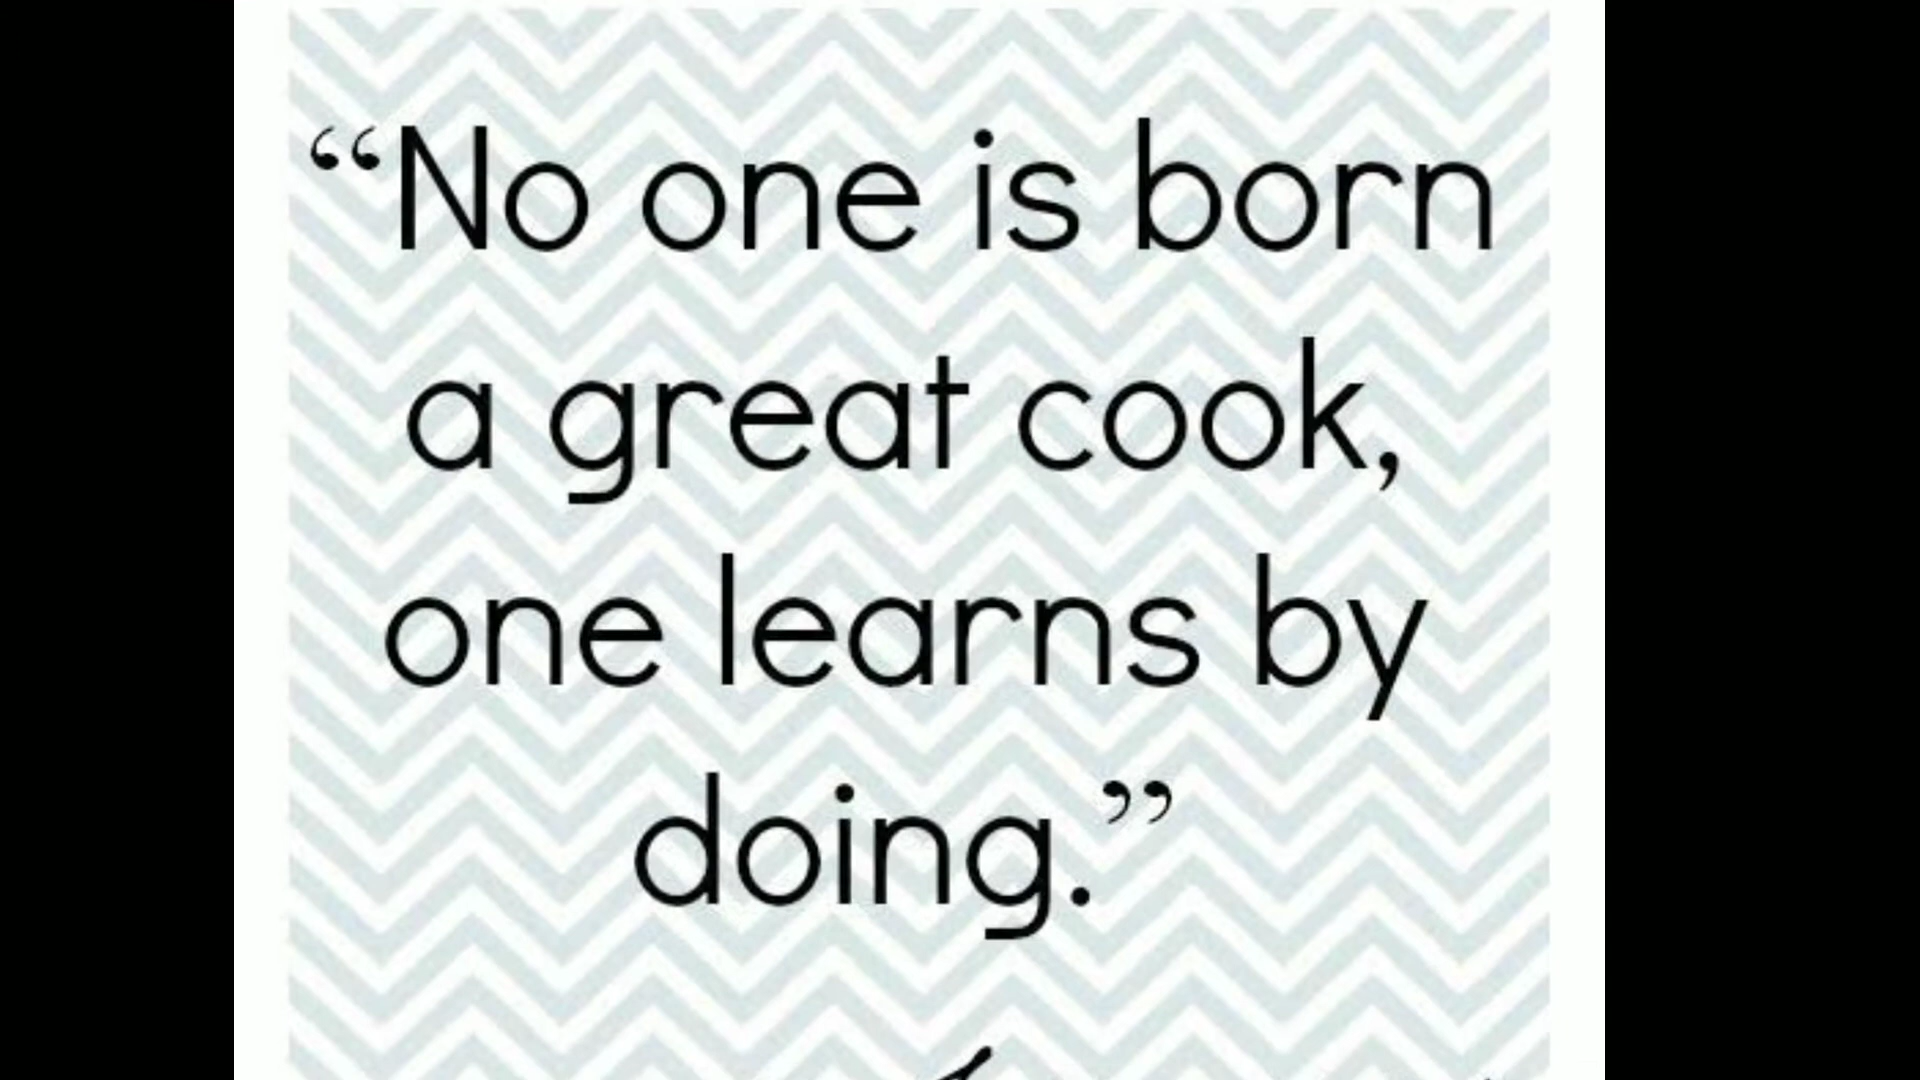 “No one is born
a great cook,
one learns by
doing.”